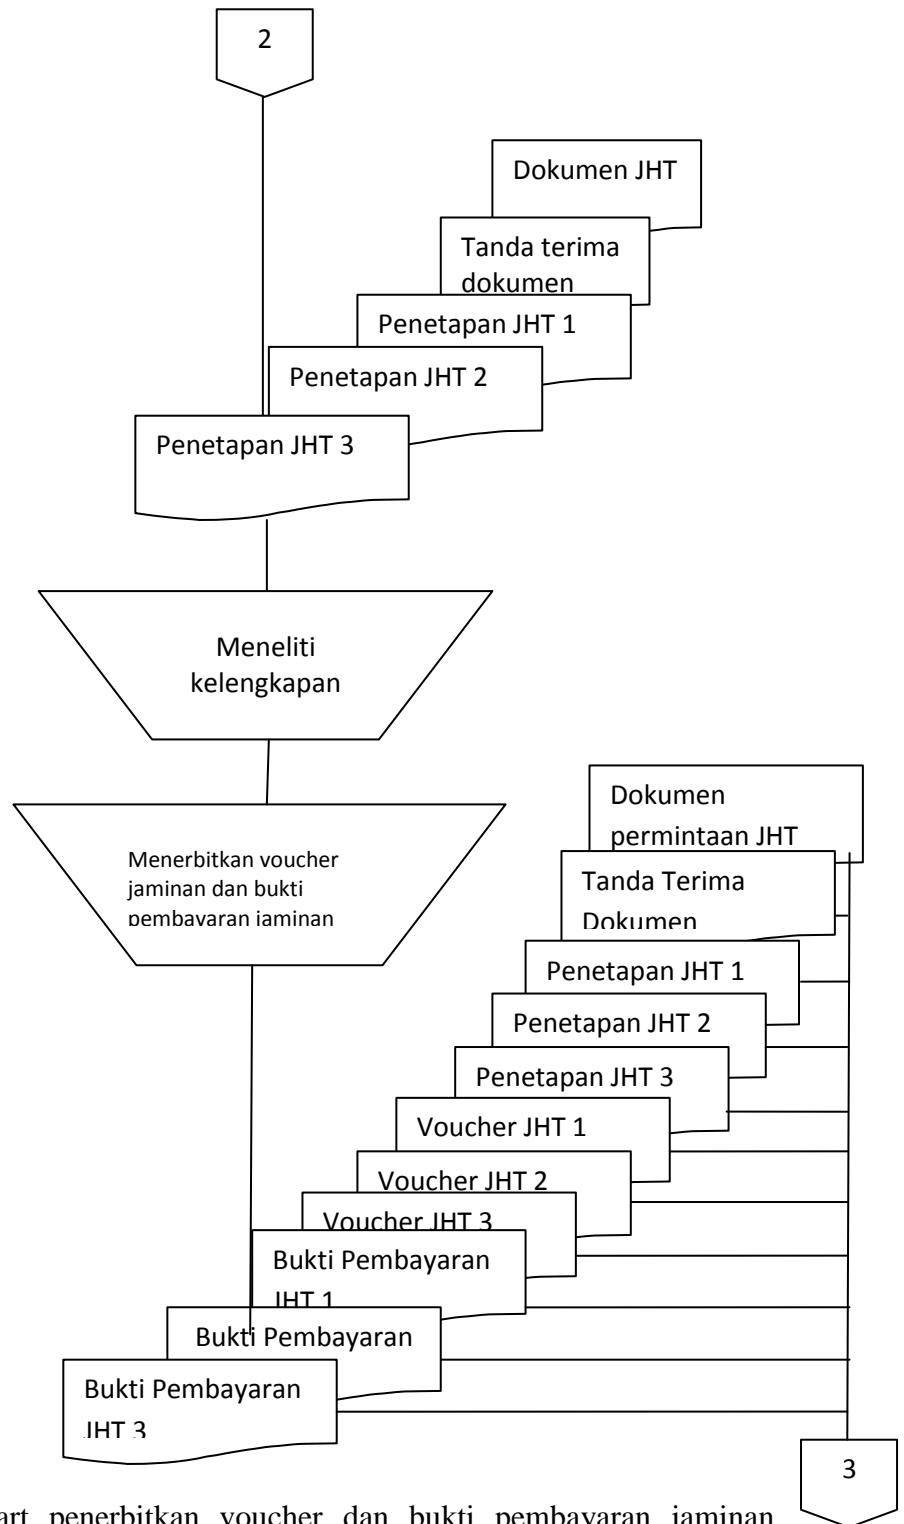 2
Dokumen JHT
Tanda terima
dokumen
Penetapan JHT 1
Penetapan JHT 2
Penetapan JHT 3
Meneliti
kelengkapan
Menerbitkan voucher
jaminan dan bukti
pembayaran jaminan
Dokumen
permintaan JHT
Tanda Terima
Dokumen
Penetapan JHT 1
Penetapan JHT 2
Penetapan JHT 3
Voucher JHT 1
Voucher JHT 2
Voucher JHT 3
Bukti Pembayaran
JHT 1
Bukti Pembayaran
Bukti Pembayaran
JHT 3
3
art penerbitkan voucher dan bukti pembayaran jaminan